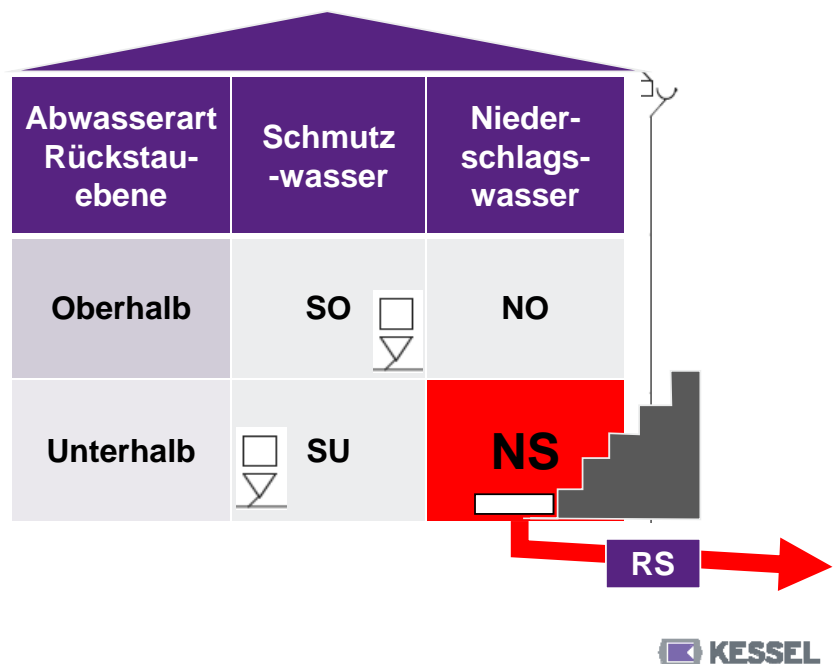 Abwasserart
Rückstau-
ebene
Schmutz
-wasser
Nieder-
schlags-
wasser
Oberhalb
SO
NO
Unterhalb
SU
NS
RS
KESSEL